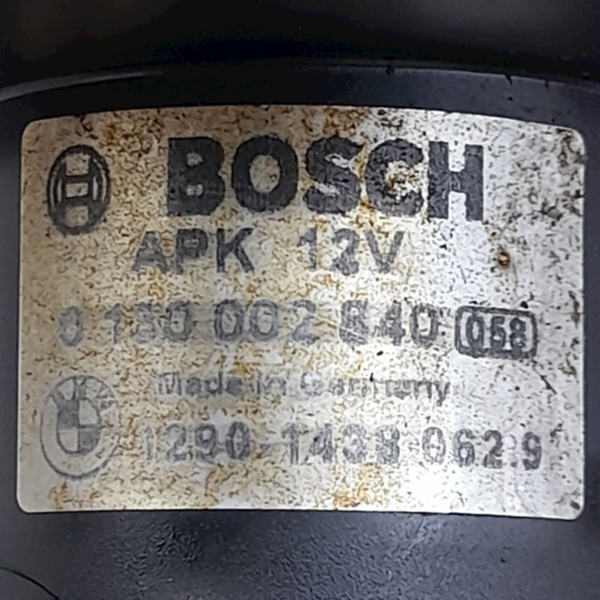 BOSCH
APK 12V
0 130 002 840 058
Made in Germany
1290-1438 062.9